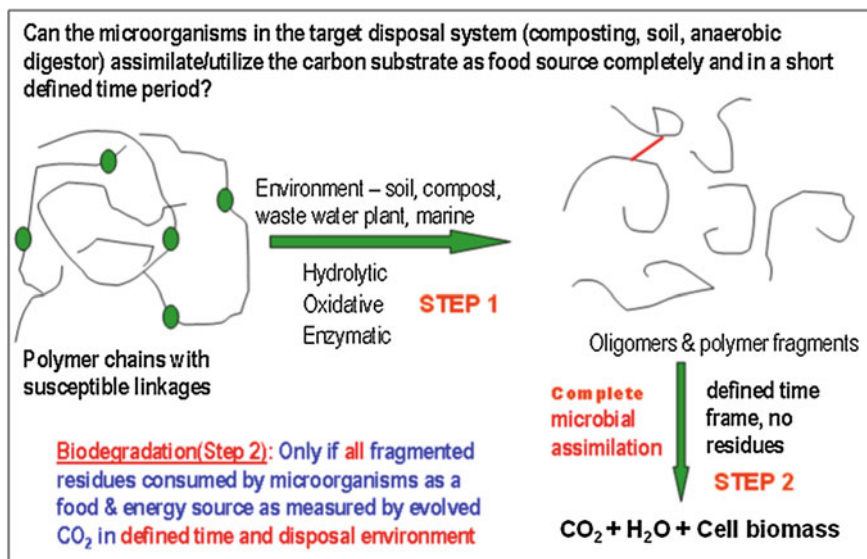 Can the microorganisms in the target disposal system (composting, soil, anaerobic
digestor) assimilate/utilize the carbon substrate as food source completely and in a short
defined time period?
Environment – soil, compost,
waste water plant, marine
Hydrolytic
Oxidative
Enzymatic
STEP 1
Polymer chains with
susceptible linkages
Oligomers & polymer fragments
Complete
microbial
assimilation
defined time
frame, no
residues
STEP 2
Biodegradation(Step 2): Only if all fragmented
residues consumed by microorganisms as a
food & energy source as measured by evolved
CO₂ in defined time and disposal environment
CO₂ + H₂O + Cell biomass